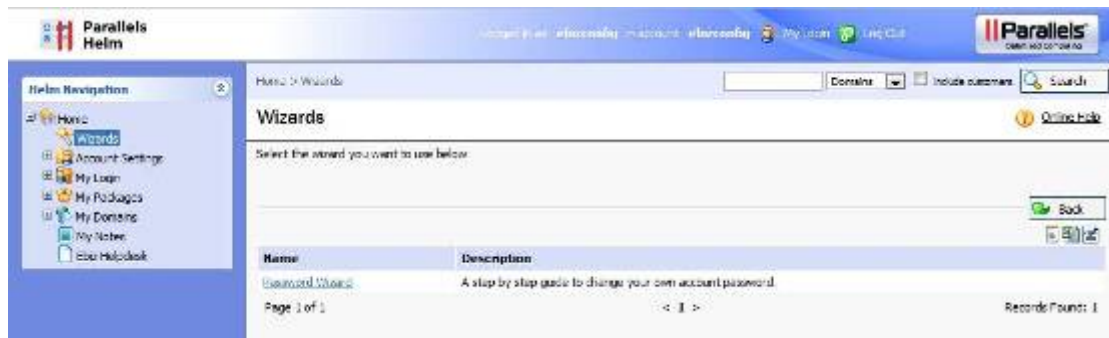 Parallels
Helm
My Login
Log Out
Parallels
Helm Navigation
Home
Wizards
Account Settings
My Login
My Packages
My Domains
My Notes
Home > Wizards
Domains
Include customers
Search
Wizards
Online Help
Select the wizard you want to use below
Back
Name Description
Password Wizard A step by step guide to change your own account password.
Page 1 of 1 < 1 > Records Found: 1